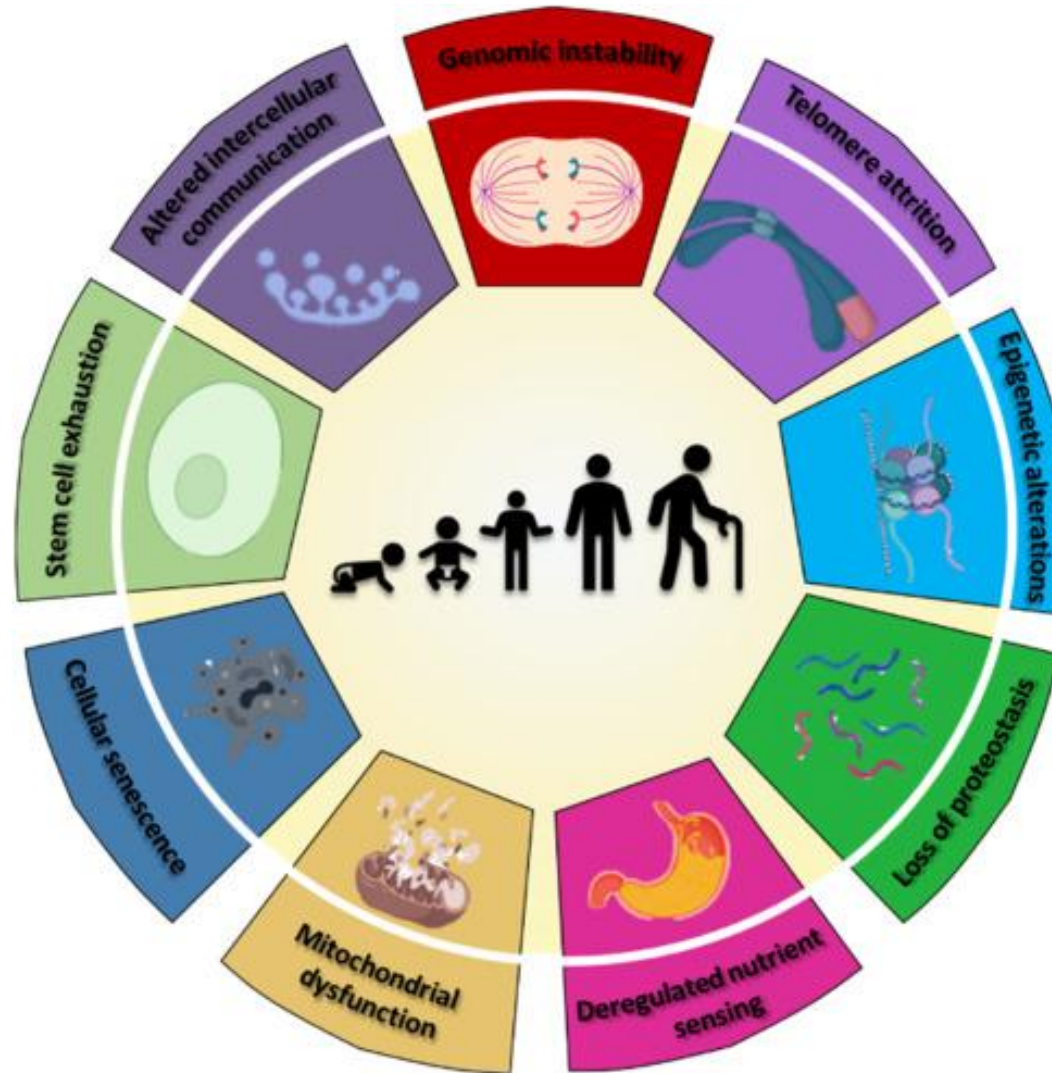 Genomic instability
Telomere attrition
Epigenetic alterations
Loss of proteostasis
Deregulated nutrient
sensing
Mitochondrial
dysfunction
Cellular senescence
Stem cell exhaustion
Altered intercellular
communication